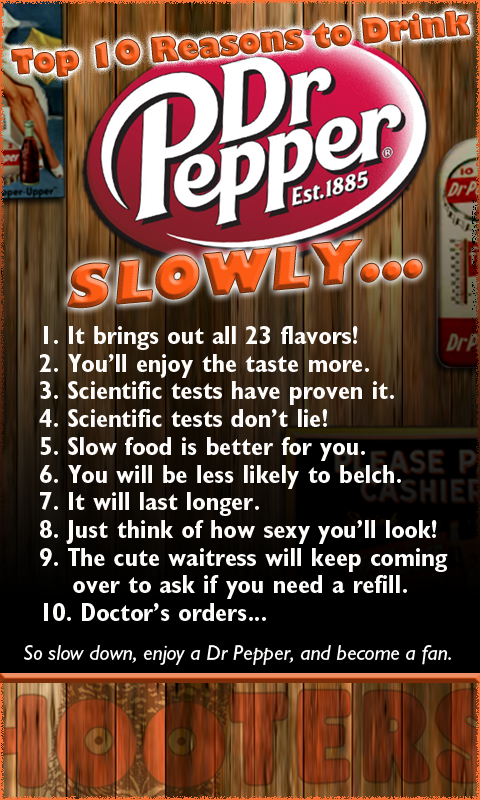 Top 10 Reasons to Drink
Dr
Pepper®
Est.1885
SLOWLY...
1. It brings out all 23 flavors!
2. You'll enjoy the taste more.
3. Scientific tests have proven it.
4. Scientific tests don't lie!
5. Slow food is better for you.
6. You will be less likely to belch.
7. It will last longer.
8. Just think of how sexy you'll look!
9. The cute waitress will keep coming
over to ask if you need a refill.
10. Doctor's orders...
So slow down, enjoy a Dr Pepper, and become a fan.
HOOTERS